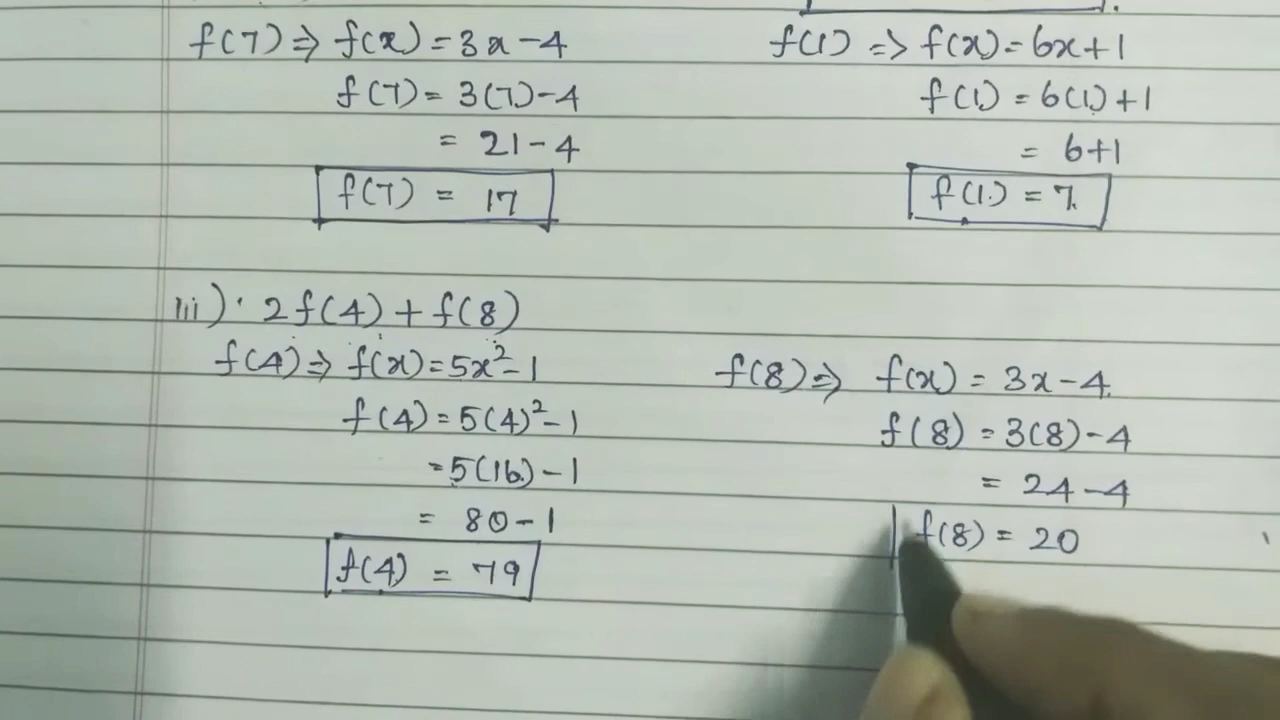 f(7) ⇒ f(x) = 3x - 4
f(7) = 3(7) - 4
= 21 - 4
f(7) = 17
f(1) => f(x) = 6x + 1
f(1) = 6(1) + 1
= 6 + 1
f(1) = 7.
iii). 2f(4) + f(8)
f(4) ⇒ f(x) = 5x² - 1
f(4) = 5(4)² - 1
= 5(16) - 1
= 80 - 1
f(4) = 79
f(8) ⇒ f(x) = 3x - 4.
f(8) = 3(8) - 4
= 24 - 4
f(8) = 20